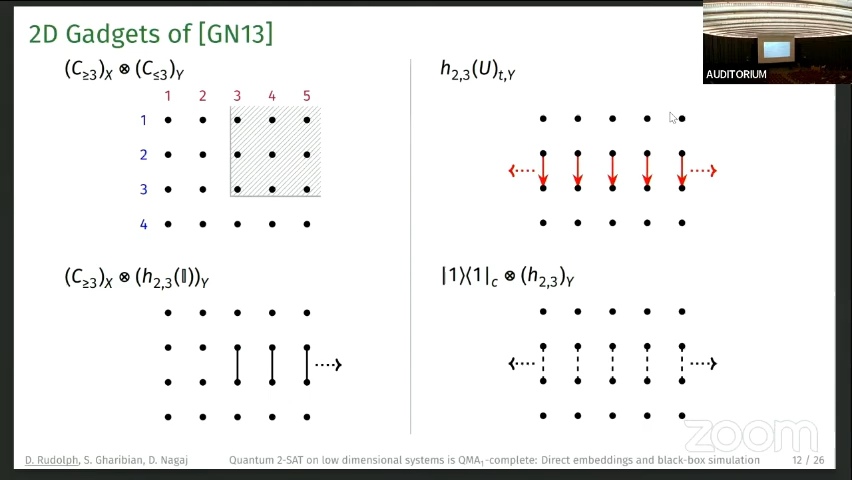 2D Gadgets of [GN13]
(C≥3)X ⊗ (C≤3)Y
1 2 3 4 5
1
2
3
4
h2,3(U)t,Y
(C≥3)X ⊗ (h2,3(𝕀))Y
|1⟩⟨1|c ⊗ (h2,3)Y
AUDITORIUM
zoom
D. Rudolph, S. Gharibian, D. Nagaj Quantum 2-SAT on low dimensional systems is QMA1-complete: Direct embeddings and black-box simulation 12 / 26